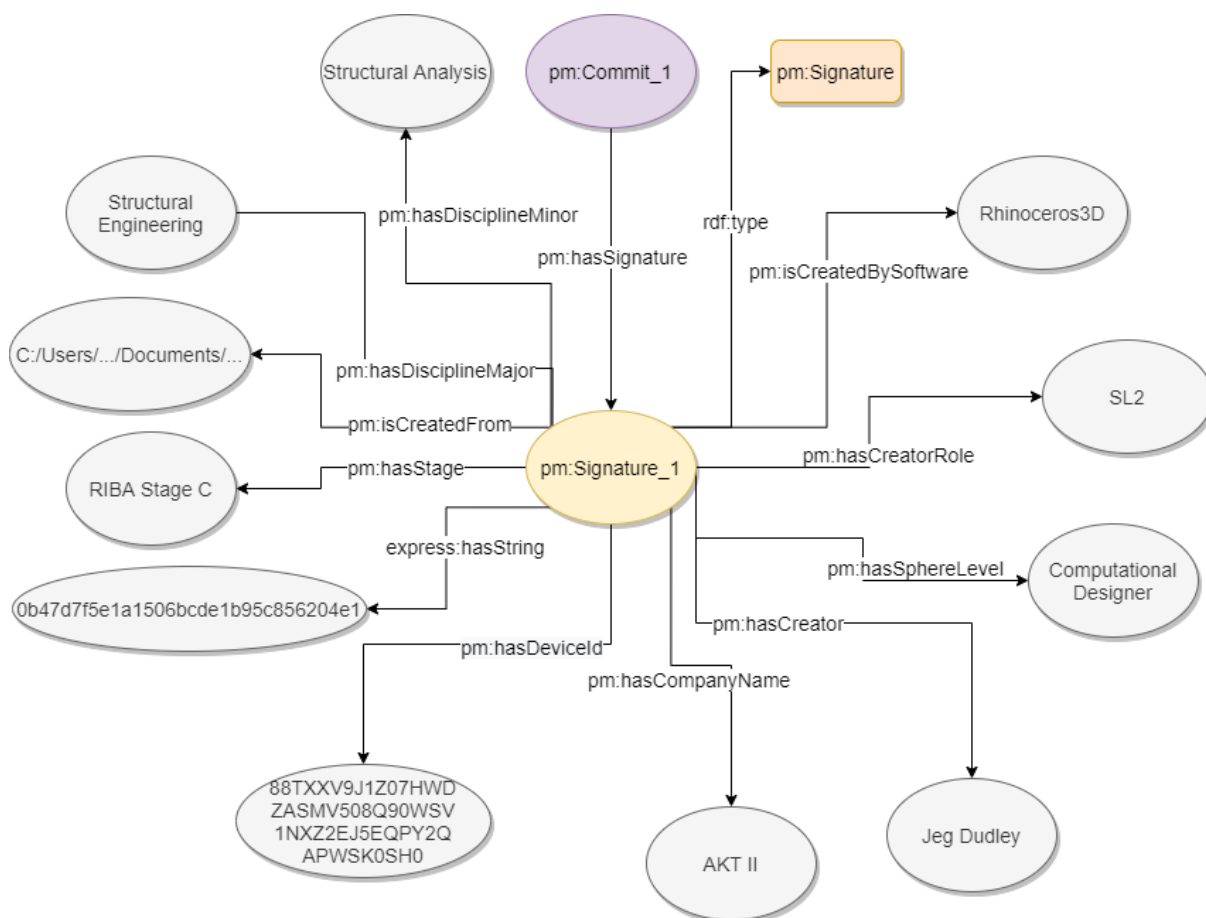 Structural Analysis
pm:Commit_1
pm:Signature
Structural
Engineering
pm:hasDisciplineMinor
rdf:type
Rhinoceros3D
pm:hasSignature
pm:isCreatedBySoftware
C:/Users/.../Documents/...
pm:hasDisciplineMajor
pm:isCreatedFrom
SL2
pm:hasCreatorRole
pm:Signature_1
pm:hasStage
RIBA Stage C
express:hasString
pm:hasSphereLevel
Computational
Designer
0b47d7f5e1a1506bcde1b95c856204e1
pm:hasCreator
pm:hasDeviceId
pm:hasCompanyName
88TXXV9J1Z07HWD
ZASMV508Q90WSV
1NXZ2EJ5EQPY2Q
APWSK0SH0
Jeg Dudley
AKT II